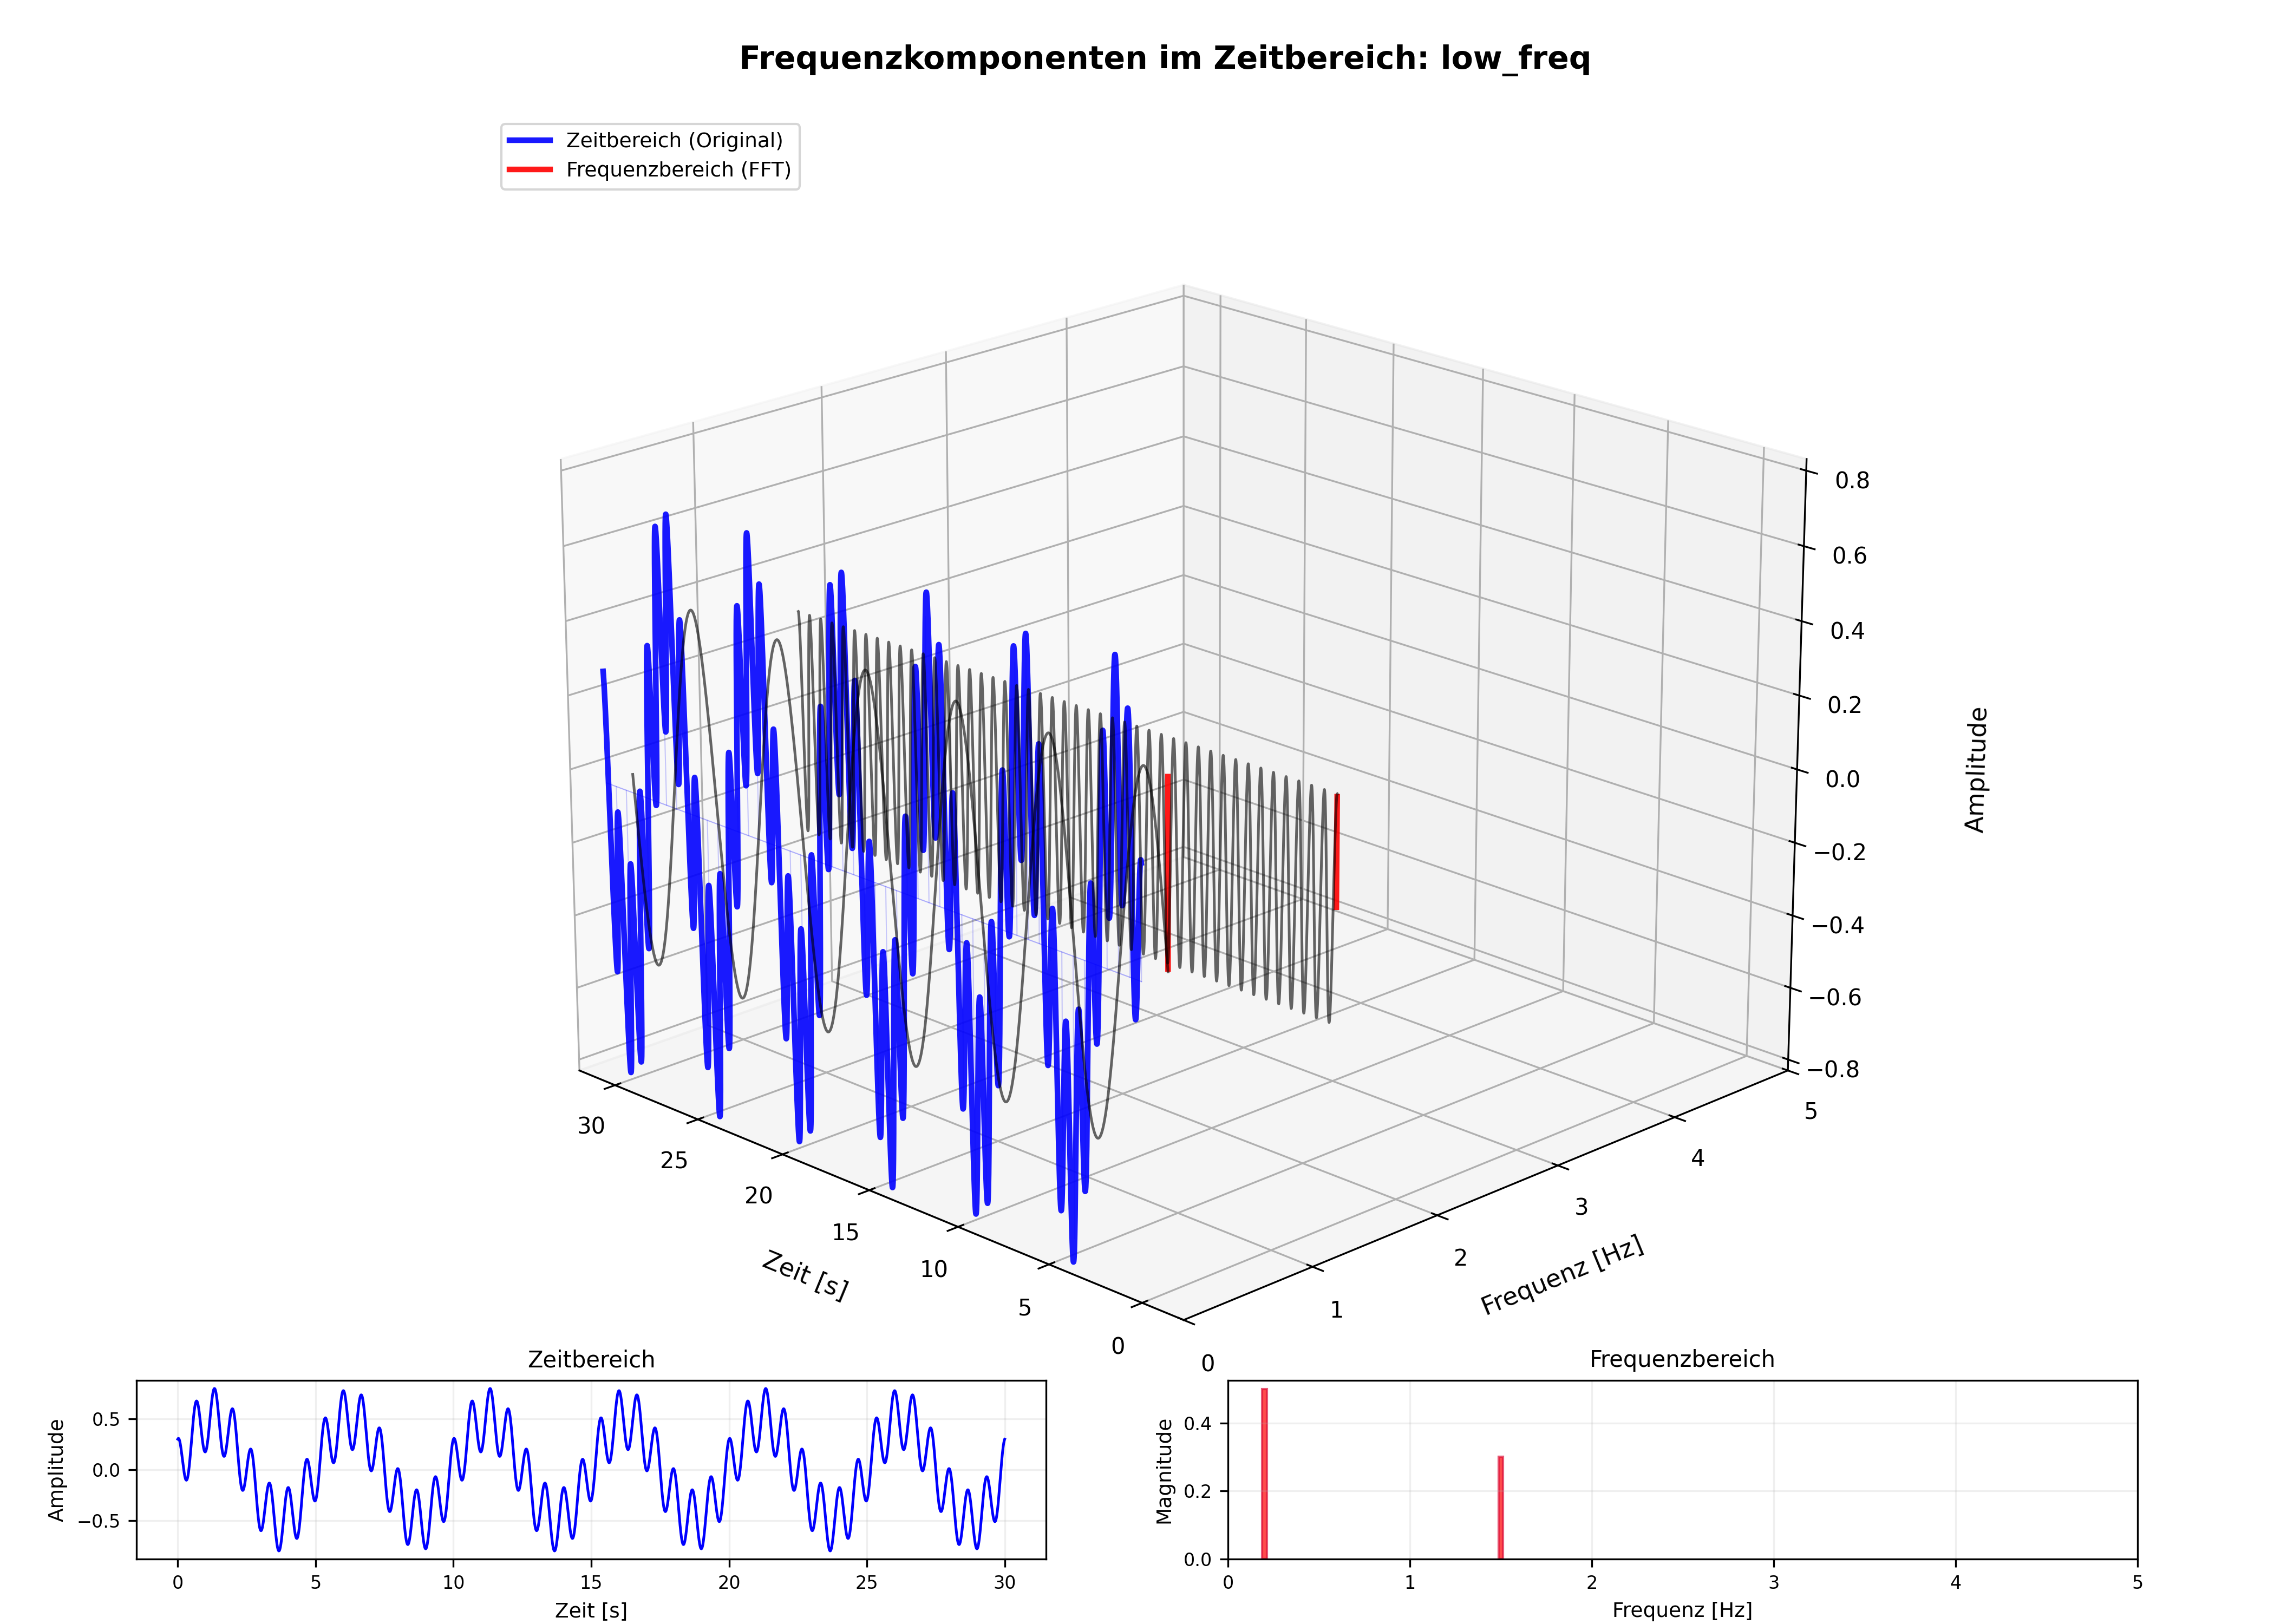 Frequenzkomponenten im Zeitbereich: low_freq
Zeitbereich (Original)
Frequenzbereich (FFT)
0.8
0.6
0.4
0.2
0.0
−0.2
−0.4
−0.6
−0.8
Amplitude
30
25
20
15
10
5
0
Zeit [s]
0
1
2
3
4
5
Frequenz [Hz]
Zeitbereich
Amplitude
0.5
0.0
−0.5
0 5 10 15 20 25 30
Zeit [s]
Frequenzbereich
Magnitude
0.4
0.2
0.0
0 1 2 3 4 5
Frequenz [Hz]